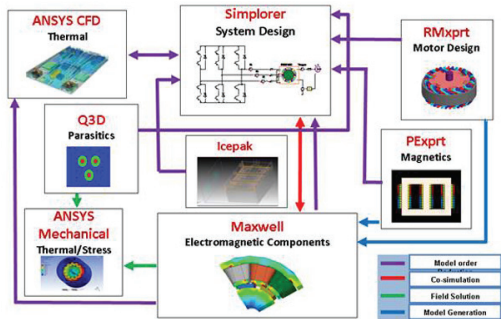 ANSYS CFD
Thermal
Simplorer
System Design
RMxprt
Motor Design
Q3D
Parasitics
Icepak
PExprt
Magnetics
ANSYS
Mechanical
Thermal/Stress
Maxwell
Electromagnetic Components
Model order
Co-simulation
Field Solution
Model Generation